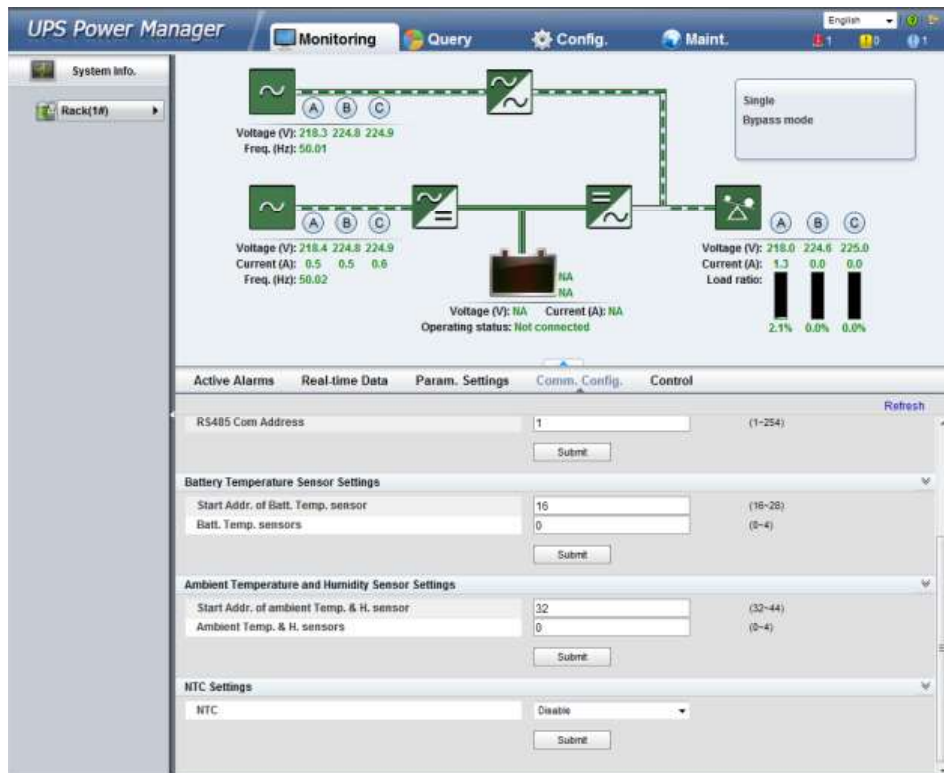 UPS Power Manager
Monitoring
Query
Config.
Maint.
English
1
0
1
System Info.
Rack(1#)
A B C
Voltage (V): 218.3 224.8 224.9
Freq. (Hz): 50.01
Single
Bypass mode
A B C
Voltage (V): 218.4 224.8 224.9
Current (A): 0.5 0.5 0.6
Freq. (Hz): 50.02
NA
NA
Voltage (V): NA Current (A): NA
Operating status: Not connected
A B C
Voltage (V): 218.0 224.6 225.0
Current (A): 1.3 0.0 0.0
Load ratio:
2.1% 0.0% 0.0%
Active Alarms Real-time Data Param. Settings Comm. Config. Control
Refresh
RS485 Com Address 1 (1~254)
Submit
Battery Temperature Sensor Settings
Start Addr. of Batt. Temp. sensor 16 (16~28)
Batt. Temp. sensors 0 (0~4)
Submit
Ambient Temperature and Humidity Sensor Settings
Start Addr. of ambient Temp. & H. sensor 32 (32~44)
Ambient Temp. & H. sensors 0 (0~4)
Submit
NTC Settings
NTC Disable
Submit